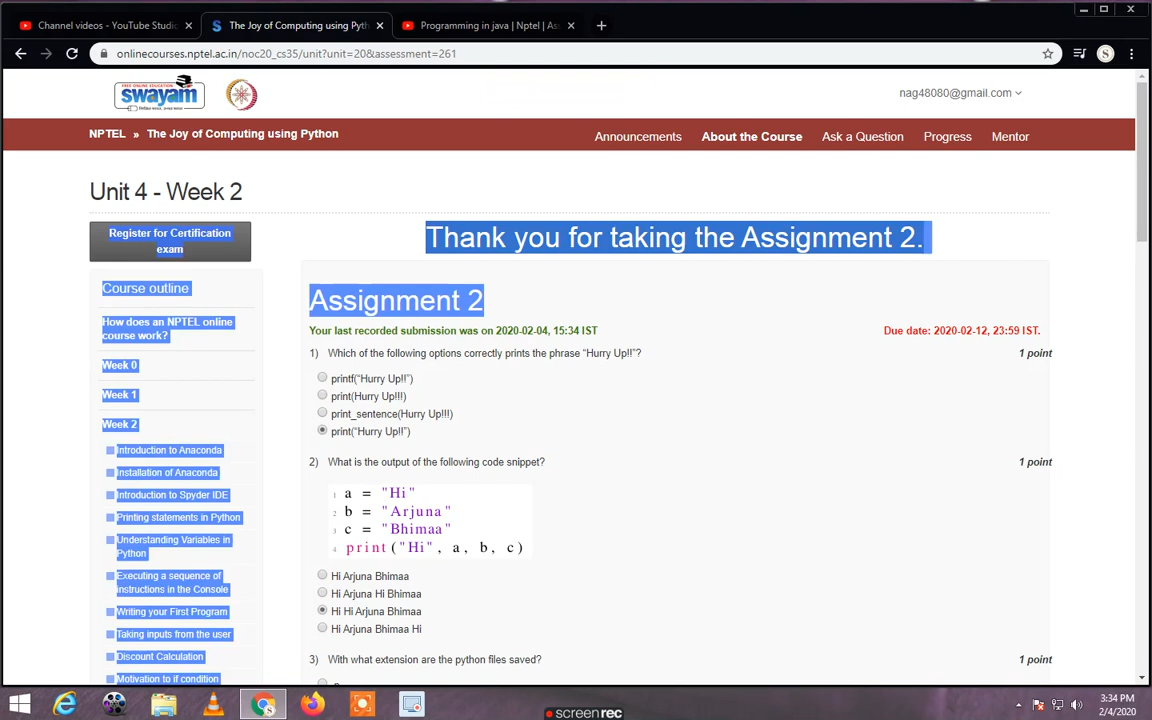 Channel videos - YouTube Studio
The Joy of Computing using Pyth
Programming in java | Nptel | As
onlinecourses.nptel.ac.in/noc20_cs35/unit?unit=20&assessment=261
S
FREE ONLINE EDUCATION
swayam
nag48080@gmail.com
NPTEL » The Joy of Computing using Python
Announcements
About the Course
Ask a Question
Progress
Mentor
Unit 4 - Week 2
Register for Certification
exam
Course outline
How does an NPTEL online
course work?
Week 0
Week 1
Week 2
Introduction to Anaconda
Installation of Anaconda
Introduction to Spyder IDE
Printing statements in Python
Understanding Variables in
Python
Executing a sequence of
instructions in the Console
Writing your First Program
Taking inputs from the user
Discount Calculation
Motivation to if condition
Thank you for taking the Assignment 2.
Assignment 2
Your last recorded submission was on 2020-02-04, 15:34 IST
Due date: 2020-02-12, 23:59 IST.
1) Which of the following options correctly prints the phrase “Hurry Up!!”?
1 point
printf(“Hurry Up!!”)
print(Hurry Up!!!)
print_sentence(Hurry Up!!!)
print(“Hurry Up!!”)
2) What is the output of the following code snippet?
1 point
1 a = "Hi"
2 b = "Arjuna"
3 c = "Bhimaa"
4 print("Hi", a, b, c)
Hi Arjuna Bhimaa
Hi Arjuna Hi Bhimaa
Hi Hi Arjuna Bhimaa
Hi Arjuna Bhimaa Hi
3) With what extension are the python files saved?
1 point
3:34 PM
2/4/2020
screenrec